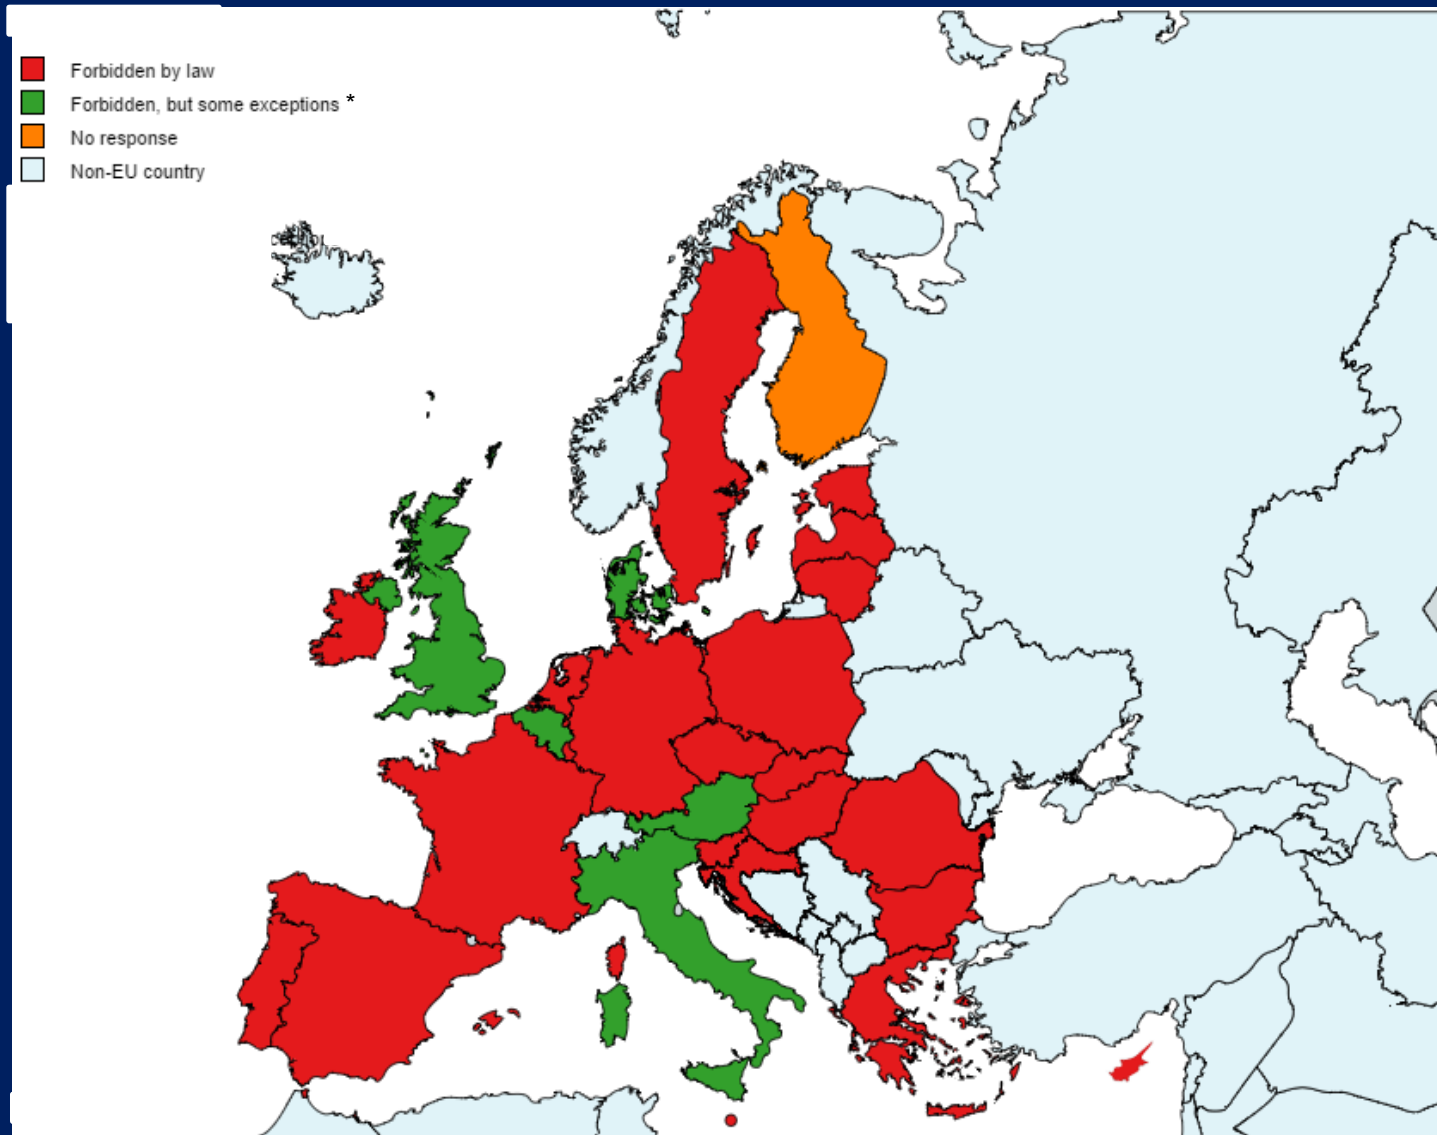 Forbidden by law
Forbidden, but some exceptions *
No response
Non-EU country